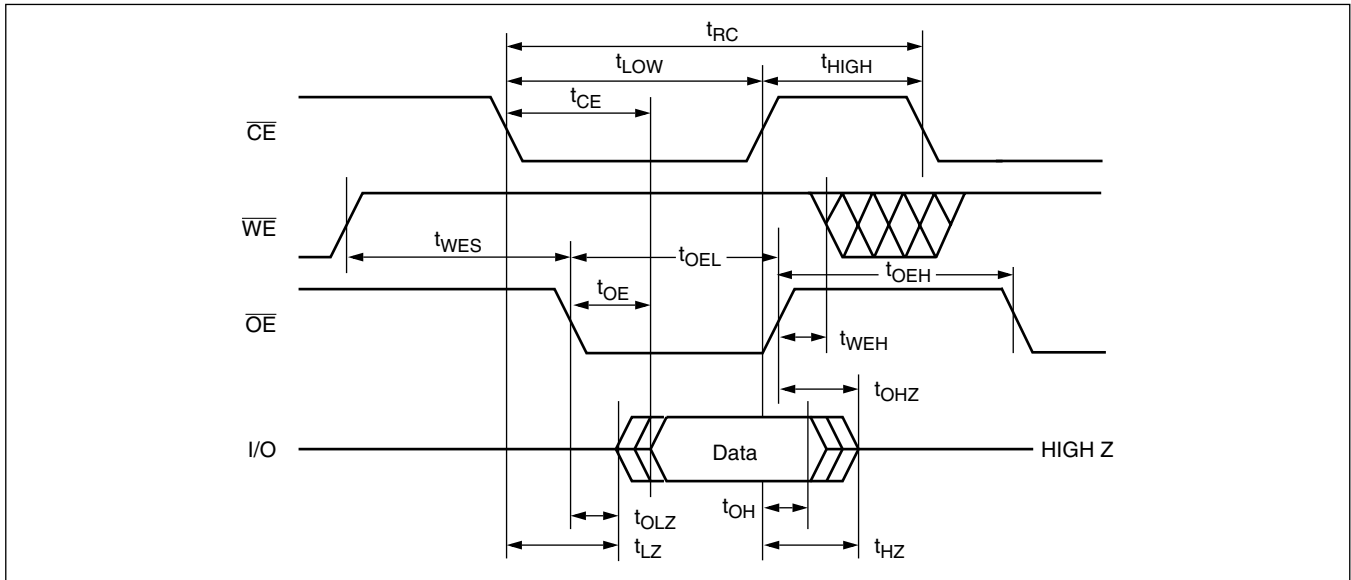 tRC
tLOW
tHIGH
tCE
CE
WE
tWES
tOEL
tOEH
tOE
OE
tWEH
tOHZ
I/O
Data
HIGH Z
tOH
tOLZ
tLZ
tHZ